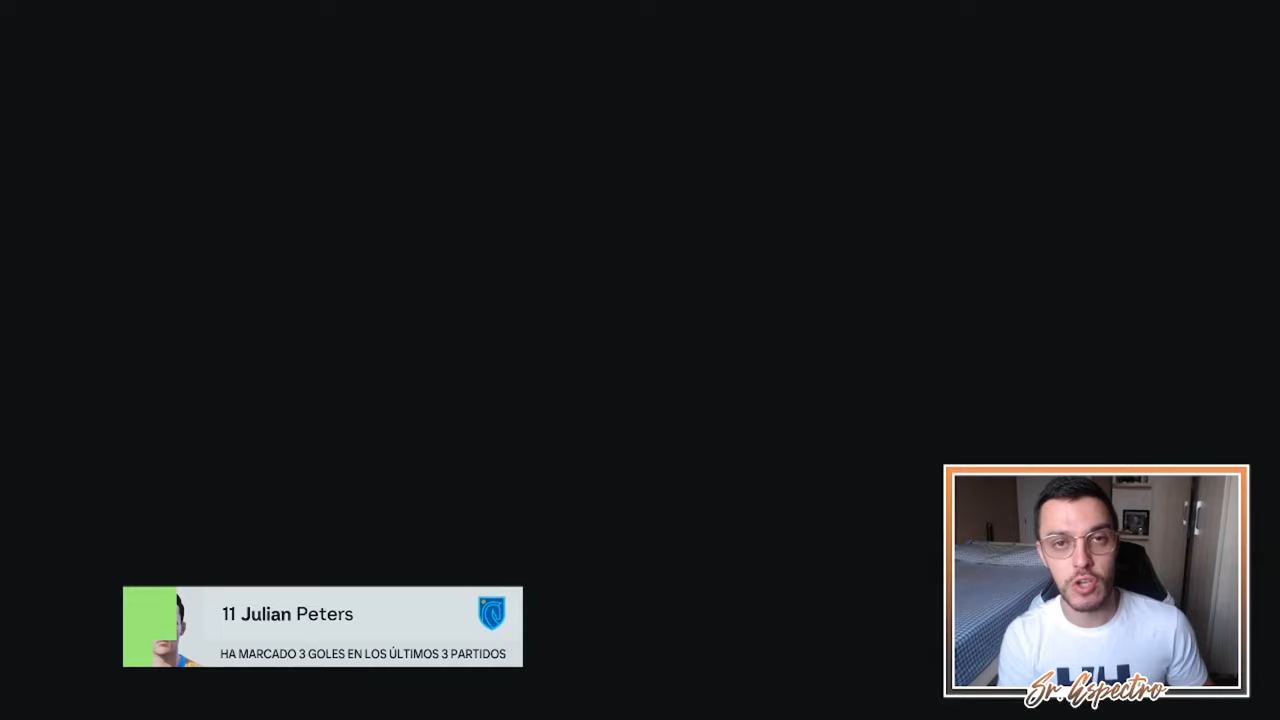 11 Julian Peters
HA MARCADO 3 GOLES EN LOS ÚLTIMOS 3 PARTIDOS
Sr. Espectro